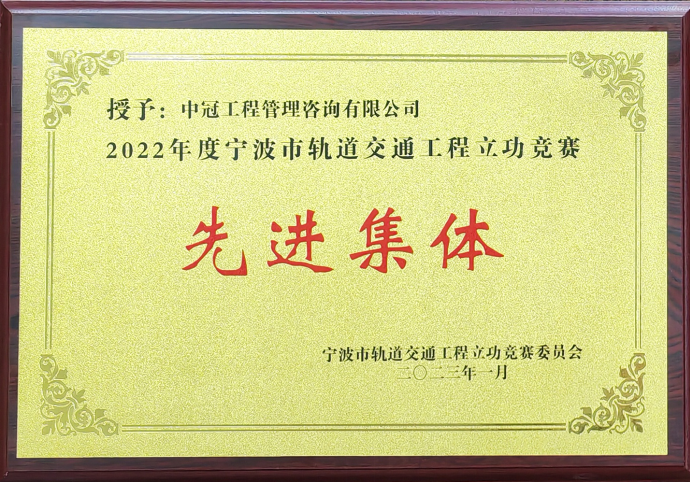 授予：中冠工程管理咨询有限公司
2022年度宁波市轨道交通工程立功竞赛
先进集体
宁波市轨道交通工程立功竞赛委员会
二〇二三年一月